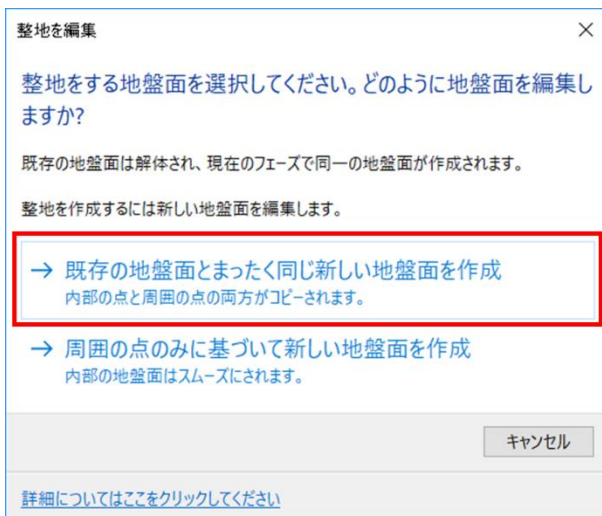 整地を編集
整地をする地盤面を選択してください。どのように地盤面を編集し
ますか?
既存の地盤面は解体され、現在のフェーズで同一の地盤面が作成されます。
整地を作成するには新しい地盤面を編集します。
→ 既存の地盤面とまったく同じ新しい地盤面を作成
内部の点と周囲の点の両方がコピーされます。
→ 周囲の点のみに基づいて新しい地盤面を作成
内部の地盤面はスムーズにされます。
キャンセル
詳細についてはここをクリックしてください